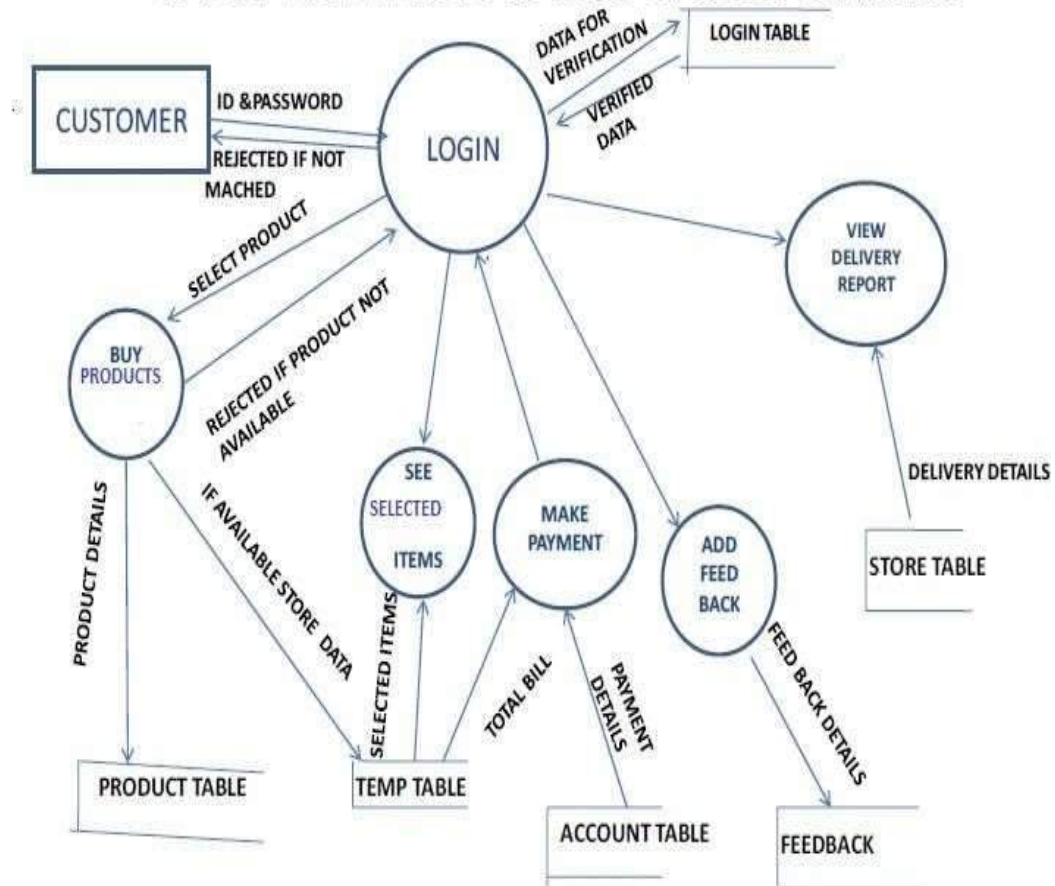 DATA FOR
VERIFICATION
LOGIN TABLE
VERIFIED
DATA
CUSTOMER
ID &PASSWORD
REJECTED IF NOT
MACHED
LOGIN
VIEW
DELIVERY
REPORT
SELECT PRODUCT
BUY
PRODUCTS
REJECTED IF PRODUCT NOT
AVAILABLE
SEE
SELECTED
ITEMS
MAKE
PAYMENT
ADD
FEED
BACK
DELIVERY DETAILS
STORE TABLE
PRODUCT DETAILS
IF AVAILABLE STORE DATA
SELECTED ITEMS
TOTAL BILL
PAYMENT
DETAILS
FEED BACK DETAILS
PRODUCT TABLE
TEMP TABLE
ACCOUNT TABLE
FEEDBACK